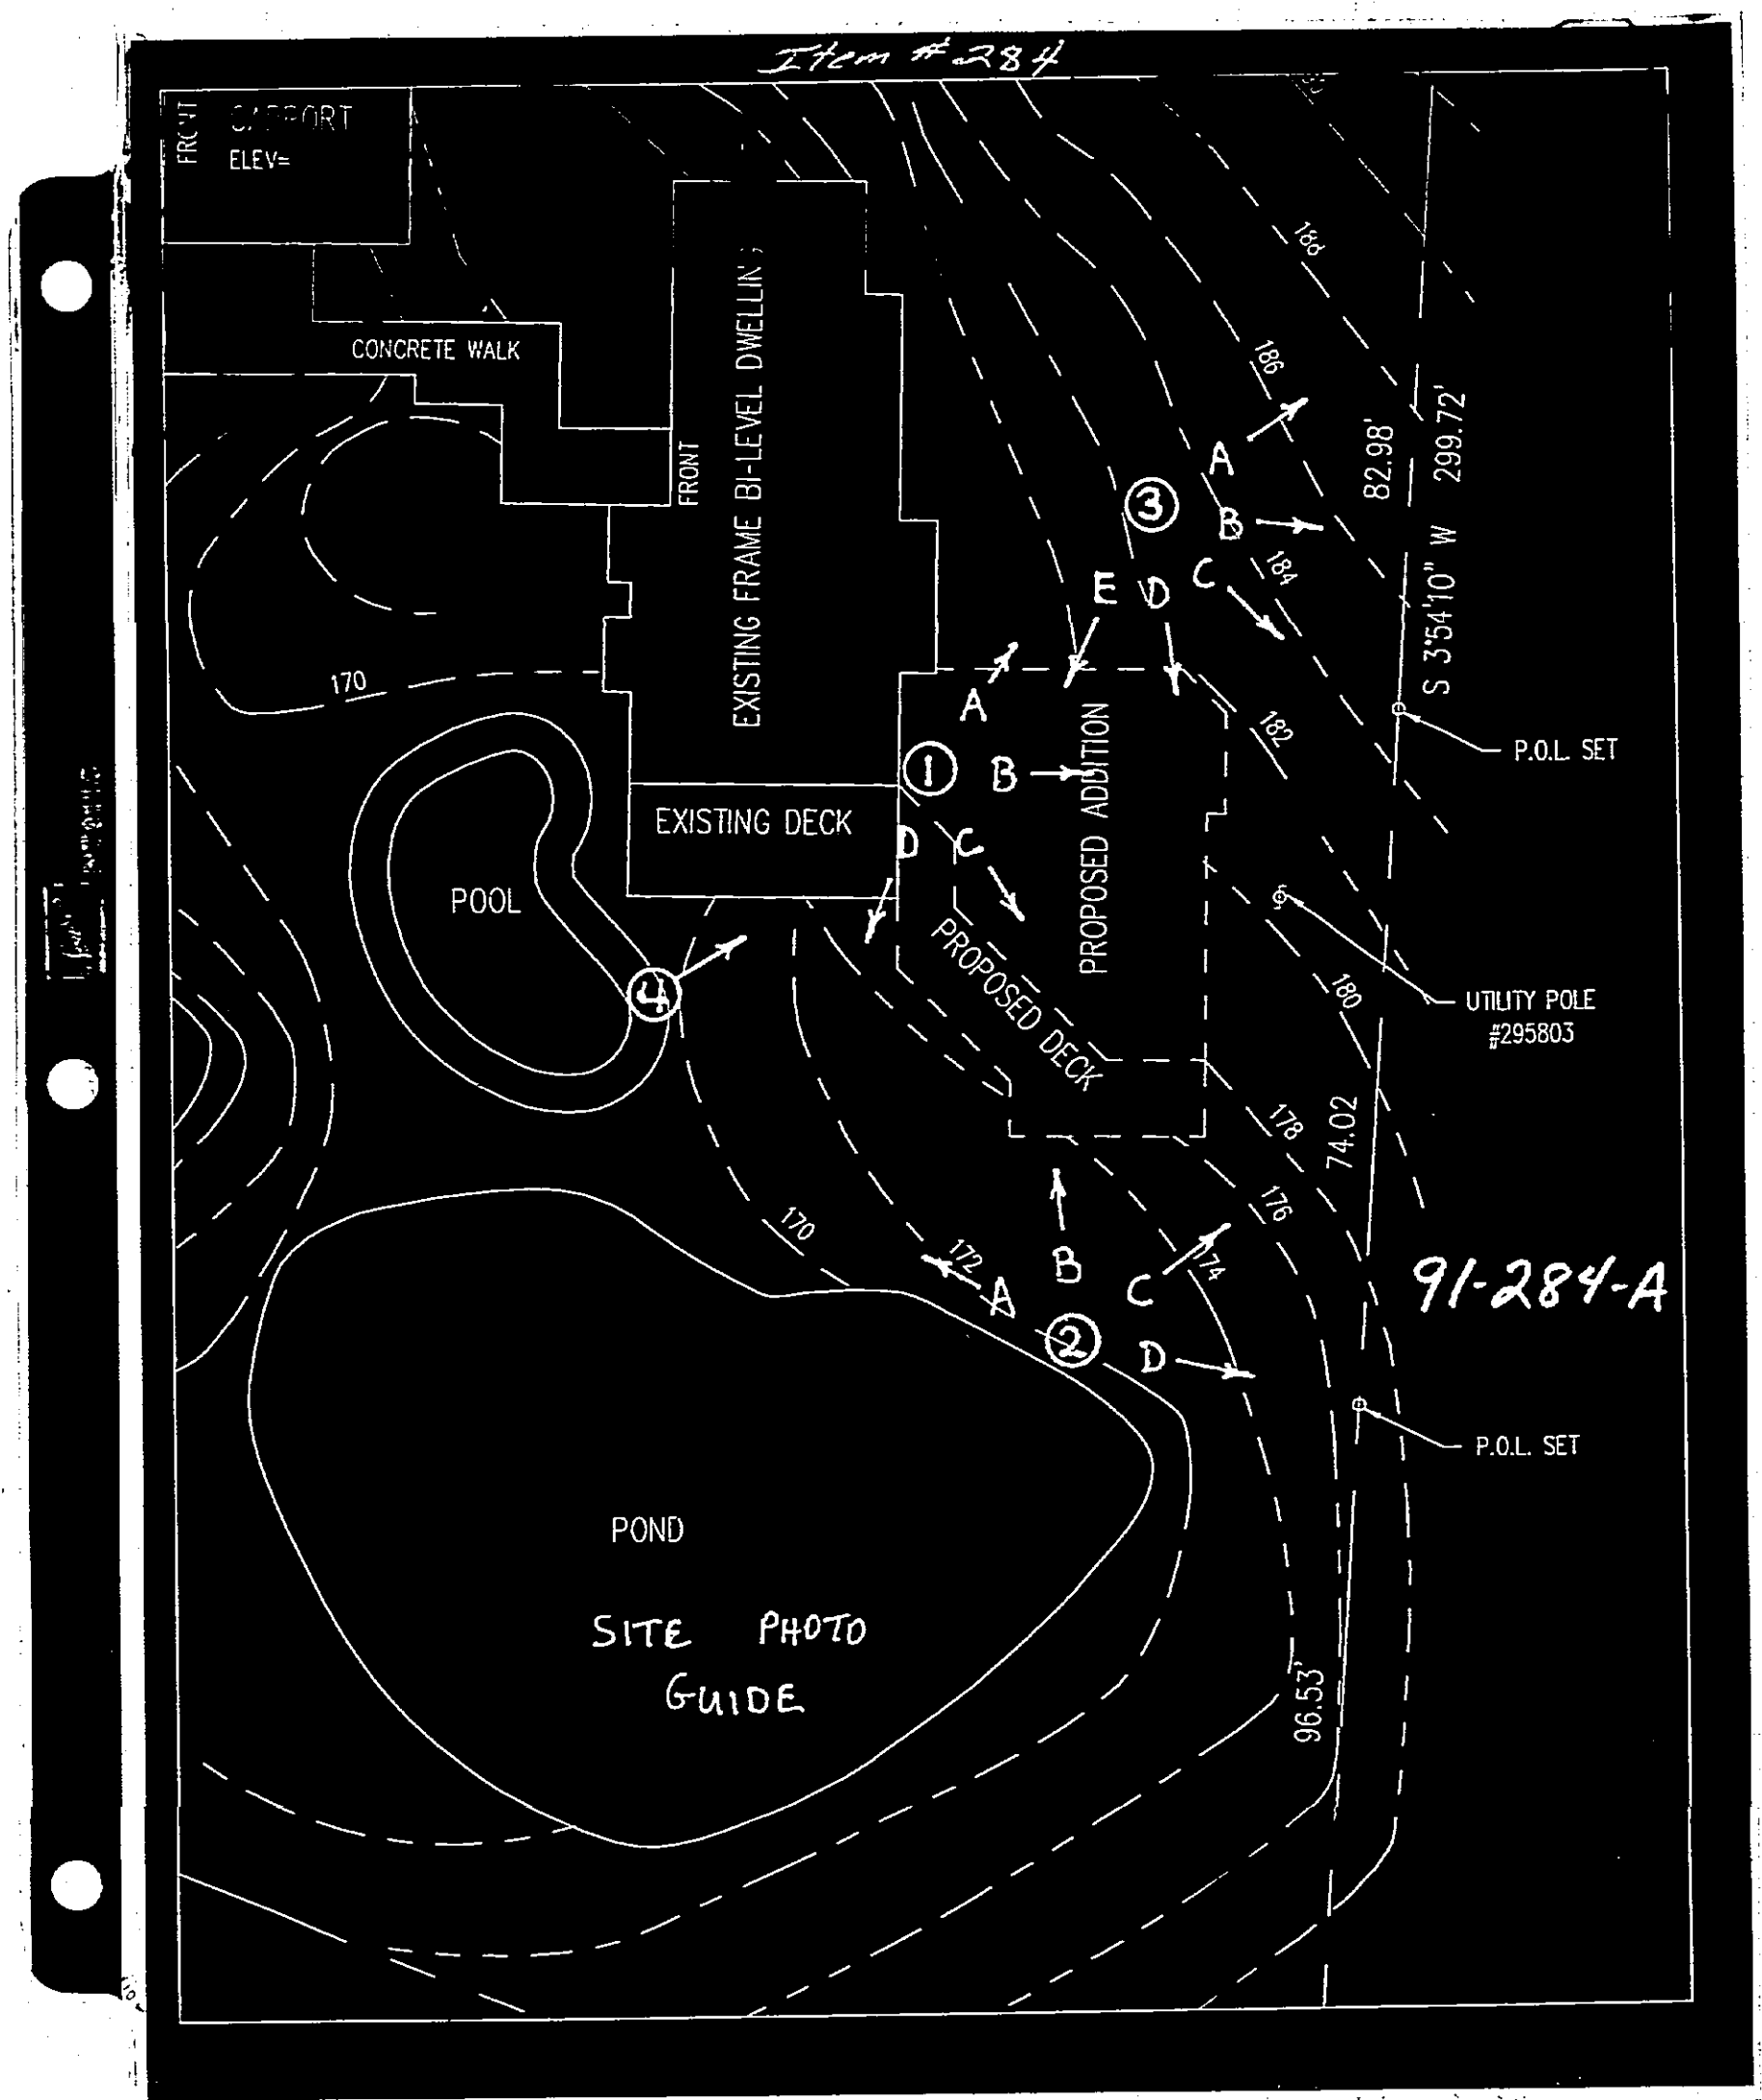 Item # 284
FRONT
CARPORT
ELEV=
CONCRETE WALK
FRONT
EXISTING FRAME BI-LEVEL DWELLING
188
186
184
182
180
178
176
174
172
170
170
82.98'
S 3°54'10" W 299.72'
A
3
B
C
D
E
P.O.L. SET
A
1
B
C
D
EXISTING DECK
PROPOSED ADDITION
PROPOSED DECK
POOL
4
UTILITY POLE
#295803
74.02
91-284-A
A
B
C
2
D
P.O.L. SET
POND
SITE PHOTO
GUIDE
96.53'